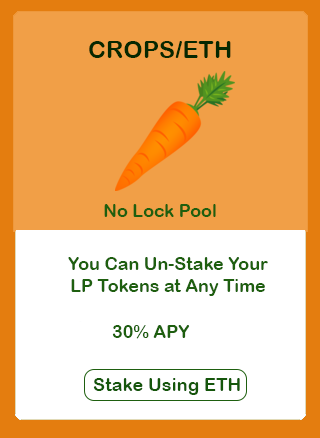 CROPS/ETH
No Lock Pool
You Can Un-Stake Your
LP Tokens at Any Time
30% APY
Stake Using ETH